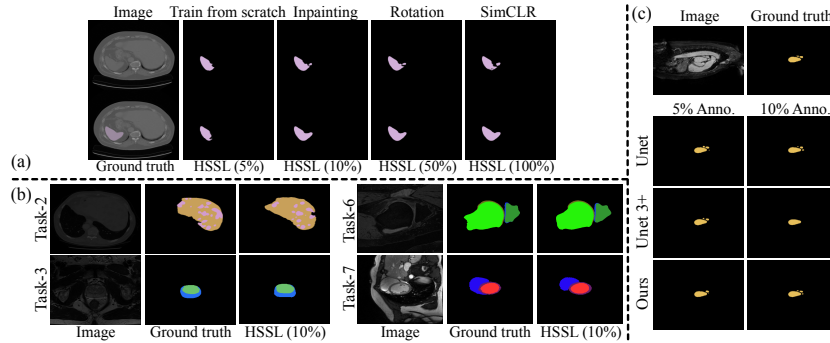 Image Train from scratch Inpainting Rotation SimCLR
Ground truth HSSL (5%) HSSL (10%) HSSL (50%) HSSL (100%)
(a)
(b)
Task-2
Task-6
Task-3
Task-7
Image Ground truth HSSL (10%) Image Ground truth HSSL (10%)
(c)
Image Ground truth
5% Anno. 10% Anno.
Unet
Unet 3+
Ours